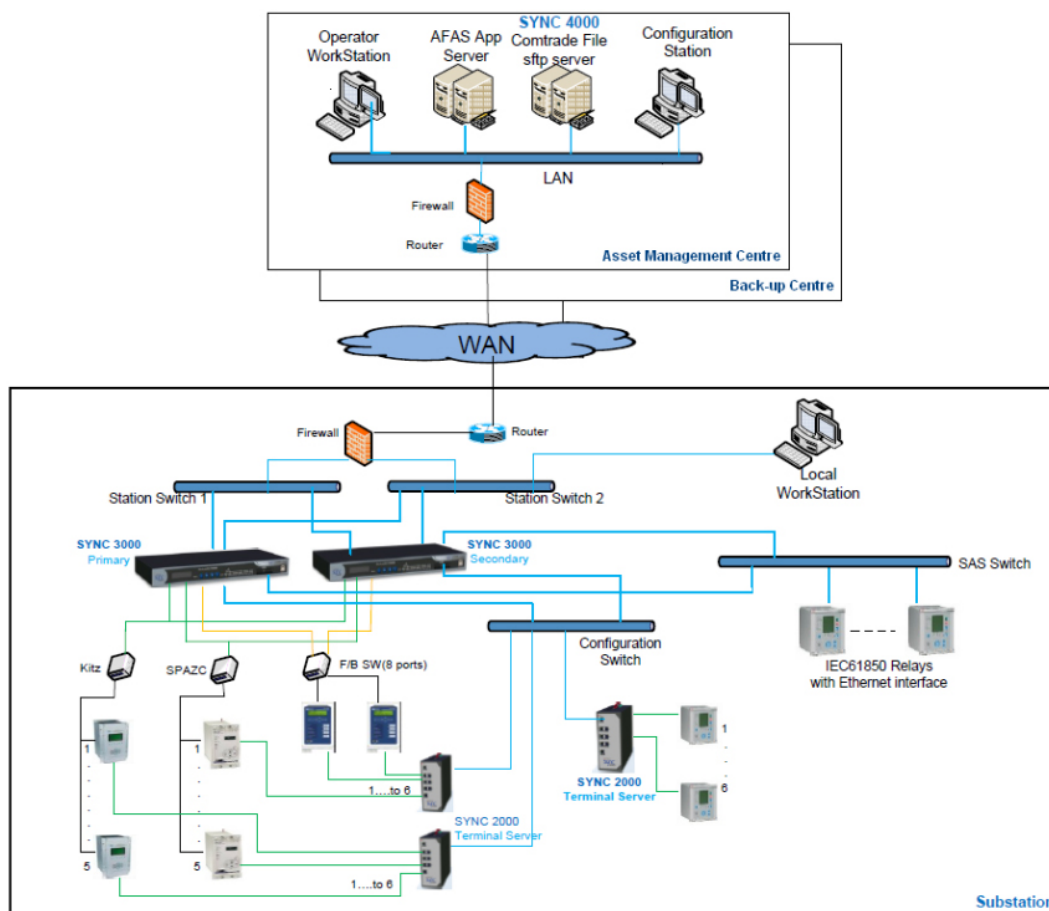 SYNC 4000
Operator
WorkStation
AFAS App
Server
Comtrade File
sftp server
Configuration
Station
LAN
Firewall
Router
Asset Management Centre
Back-up Centre
WAN
Firewall
Router
Station Switch 1
Station Switch 2
Local
WorkStation
SYNC 3000
Primary
SYNC 3000
Secondary
SAS Switch
Configuration
Switch
Kitz
SPAZC
F/B SW(8 ports)
IEC61850 Relays
with Ethernet interface
1
1
1
6
SYNC 2000
Terminal Server
1....to 6
SYNC 2000
Terminal Server
5
5
1....to 6
Substation